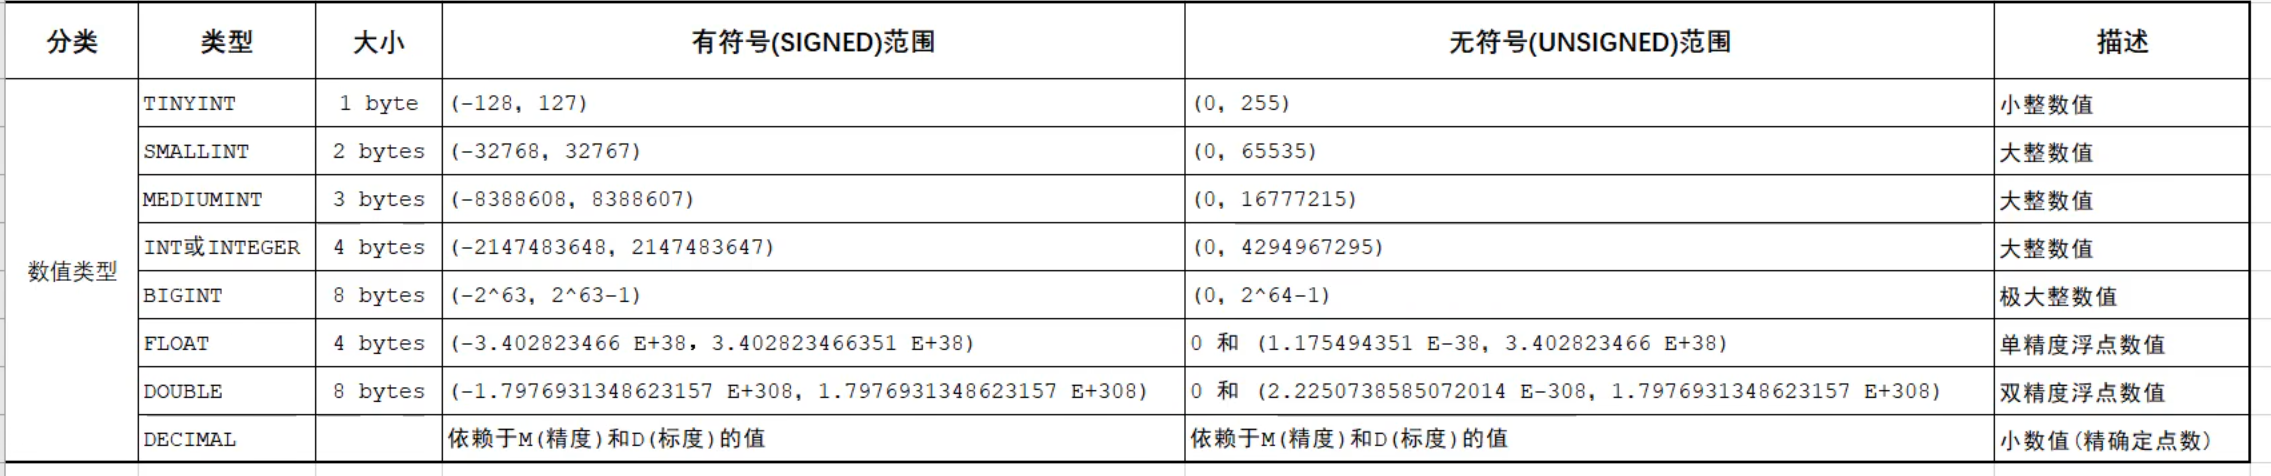 分类 类型 大小 有符号(SIGNED)范围 无符号(UNSIGNED)范围 描述
数值类型
TINYINT 1 byte (-128, 127) (0, 255) 小整数值
SMALLINT 2 bytes (-32768, 32767) (0, 65535) 大整数值
MEDIUMINT 3 bytes (-8388608, 8388607) (0, 16777215) 大整数值
INT或INTEGER 4 bytes (-2147483648, 2147483647) (0, 4294967295) 大整数值
BIGINT 8 bytes (-2^63, 2^63-1) (0, 2^64-1) 极大整数值
FLOAT 4 bytes (-3.402823466 E+38，3.402823466351 E+38) 0 和 (1.175494351 E-38, 3.402823466 E+38) 单精度浮点数值
DOUBLE 8 bytes (-1.7976931348623157 E+308, 1.7976931348623157 E+308) 0 和 (2.2250738585072014 E-308, 1.7976931348623157 E+308) 双精度浮点数值
DECIMAL 依赖于M(精度)和D(标度)的值 依赖于M(精度)和D(标度)的值 小数值(精确定点数)